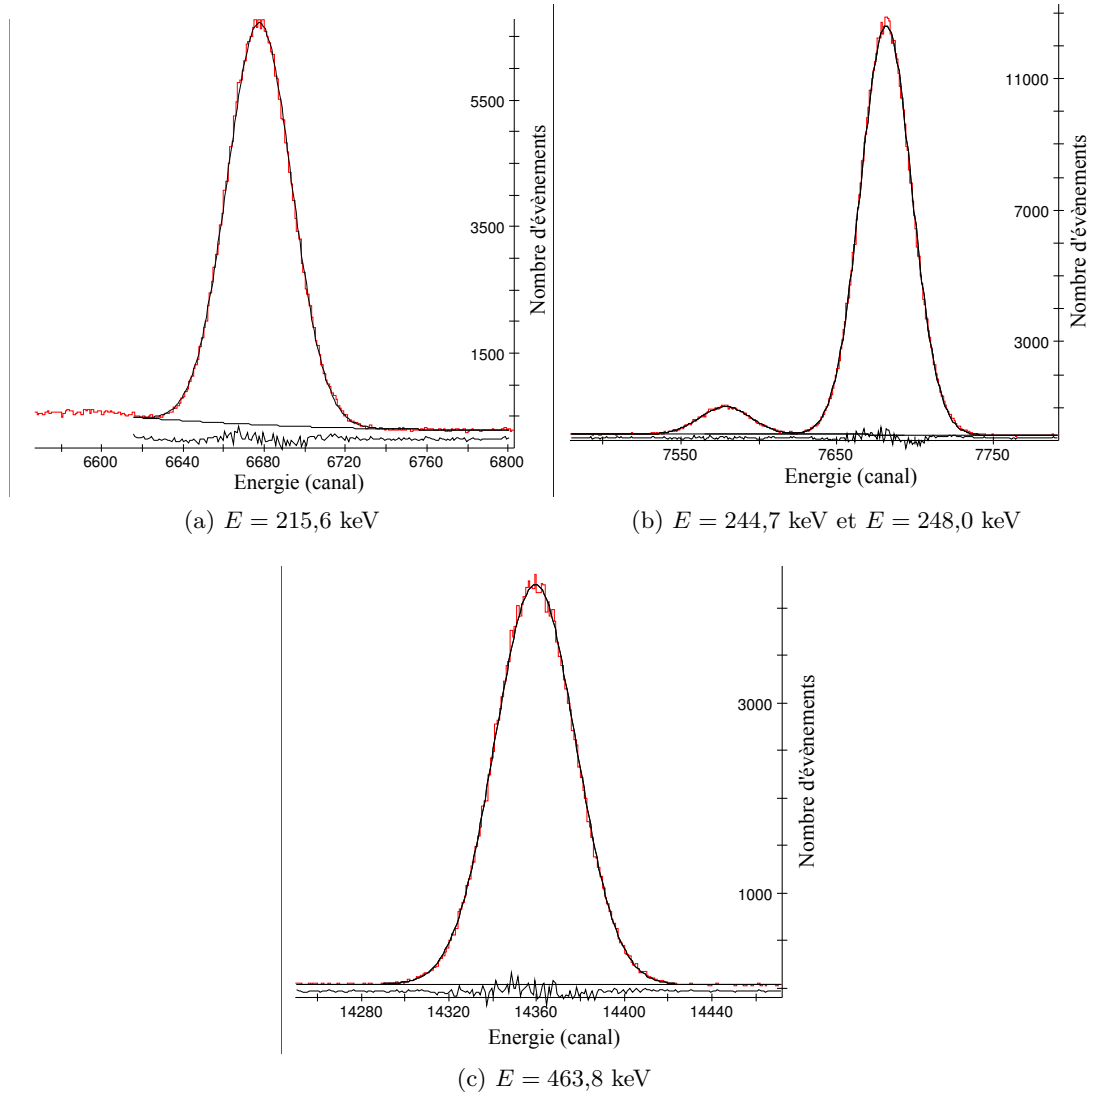 5500
3500
1500
Nombre d'évènements
6600 6640 6680 6720 6760 6800
Energie (canal)
(a) E = 215,6 keV
11000
7000
3000
Nombre d'évènements
7550 7650 7750
Energie (canal)
(b) E = 244,7 keV et E = 248,0 keV
3000
1000
Nombre d'évènements
14280 14320 14360 14400 14440
Energie (canal)
(c) E = 463,8 keV